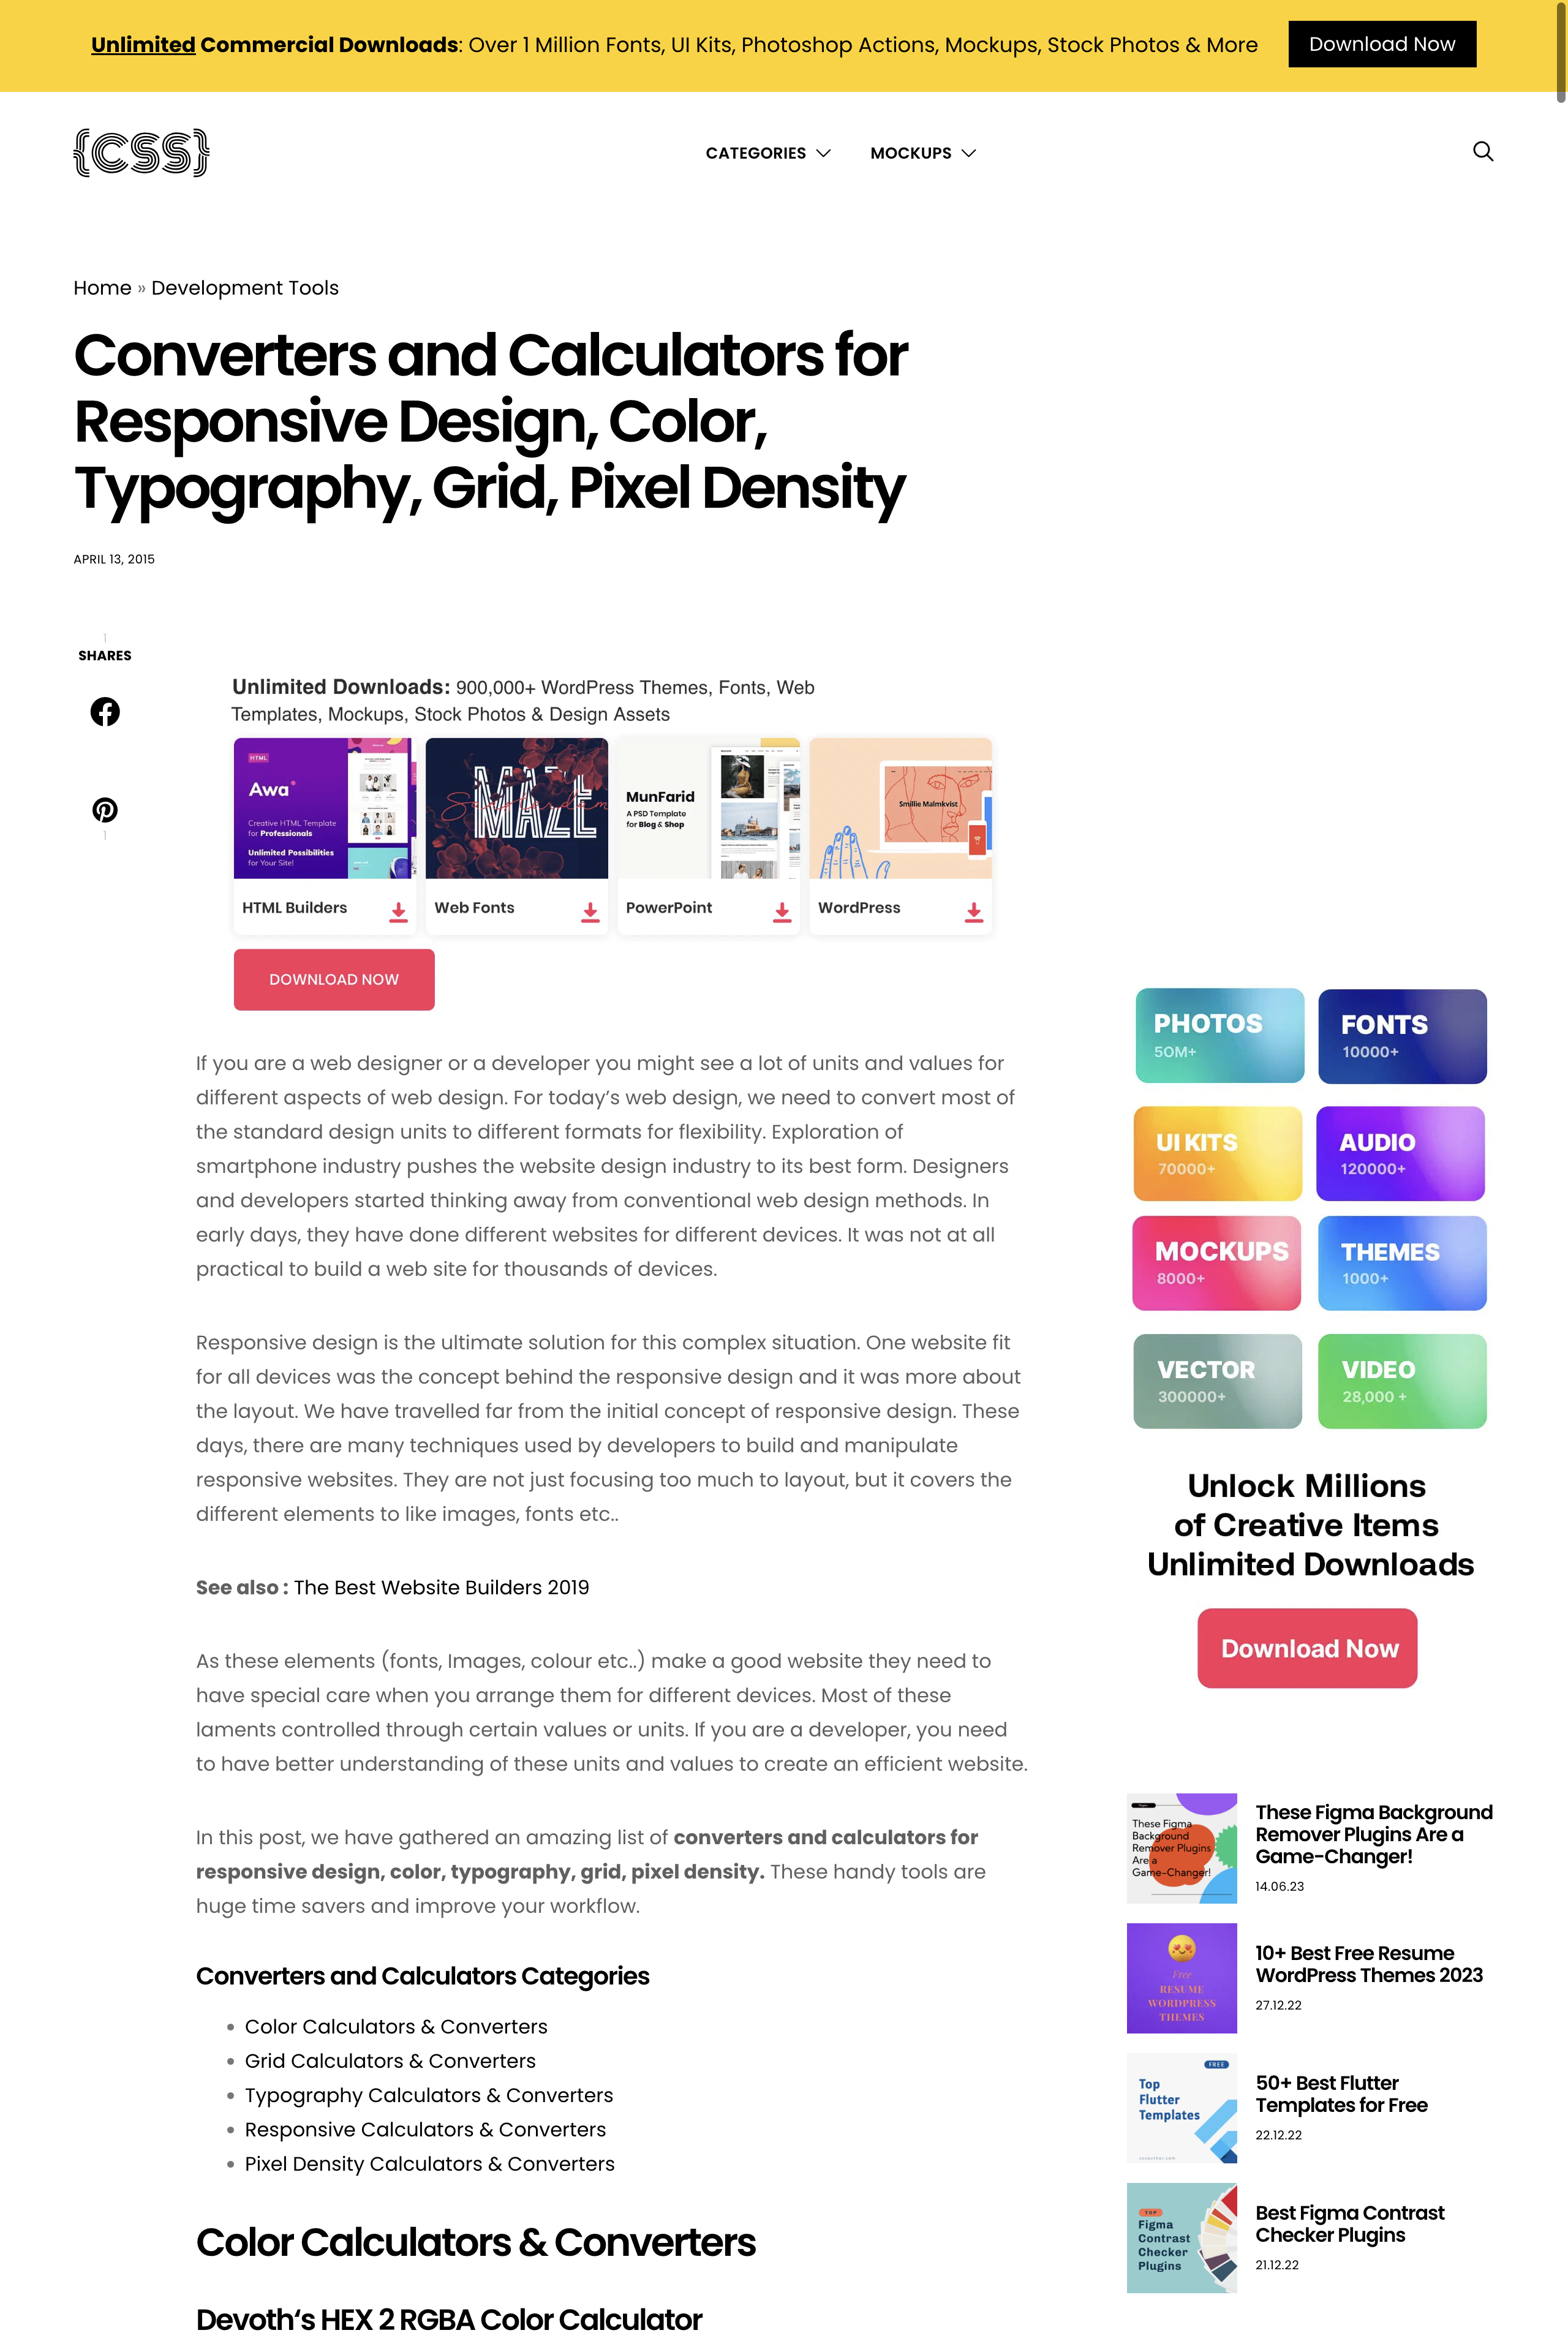 Unlimited Commercial Downloads: Over 1 Million Fonts, UI Kits, Photoshop Actions, Mockups, Stock Photos & More
Download Now
{CSS}
CATEGORIES
MOCKUPS
Home » Development Tools
Converters and Calculators for
Responsive Design, Color,
Typography, Grid, Pixel Density
APRIL 13, 2015
1
SHARES
1
Unlimited Downloads: 900,000+ WordPress Themes, Fonts, Web
Templates, Mockups, Stock Photos & Design Assets
HTML
Awa
Creative HTML Template
for Professionals
Unlimited Possibilities
for Your Site!
HTML Builders
MAZE
Web Fonts
MunFarid
A PSD Template
for Blog & Shop
PowerPoint
Smillie Malmkvist
WordPress
DOWNLOAD NOW
If you are a web designer or a developer you might see a lot of units and values for
different aspects of web design. For today’s web design, we need to convert most of
the standard design units to different formats for flexibility. Exploration of
smartphone industry pushes the website design industry to its best form. Designers
and developers started thinking away from conventional web design methods. In
early days, they have done different websites for different devices. It was not at all
practical to build a web site for thousands of devices.
Responsive design is the ultimate solution for this complex situation. One website fit
for all devices was the concept behind the responsive design and it was more about
the layout. We have travelled far from the initial concept of responsive design. These
days, there are many techniques used by developers to build and manipulate
responsive websites. They are not just focusing too much to layout, but it covers the
different elements to like images, fonts etc..
See also : The Best Website Builders 2019
As these elements (fonts, Images, colour etc..) make a good website they need to
have special care when you arrange them for different devices. Most of these
laments controlled through certain values or units. If you are a developer, you need
to have better understanding of these units and values to create an efficient website.
In this post, we have gathered an amazing list of converters and calculators for
responsive design, color, typography, grid, pixel density. These handy tools are
huge time savers and improve your workflow.
Converters and Calculators Categories
Color Calculators & Converters
Grid Calculators & Converters
Typography Calculators & Converters
Responsive Calculators & Converters
Pixel Density Calculators & Converters
Color Calculators & Converters
Devoth‘s HEX 2 RGBA Color Calculator
PHOTOS
50M+
FONTS
10000+
UI KITS
70000+
AUDIO
120000+
MOCKUPS
8000+
THEMES
1000+
VECTOR
300000+
VIDEO
28,000 +
Unlock Millions
of Creative Items
Unlimited Downloads
Download Now
These Figma
Background
Remover Plugins
Are a
Game-Changer!
These Figma Background
Remover Plugins Are a
Game-Changer!
14.06.23
Free
RESUME
WORDPRESS
THEMES
10+ Best Free Resume
WordPress Themes 2023
27.12.22
FREE
Top
Flutter
Templates
50+ Best Flutter
Templates for Free
22.12.22
TOP
Figma
Contrast
Checker
Plugins
Best Figma Contrast
Checker Plugins
21.12.22